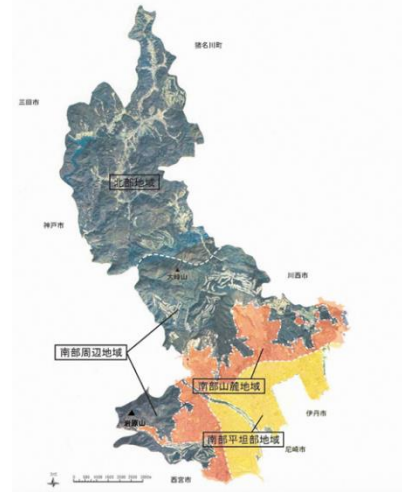 猪名川町
三田市
北部地域
神戸市
大峰山
川西市
南部周辺地域
南部山麓地域
岩原山
南部平坦部地域
伊丹市
尼崎市
西宮市